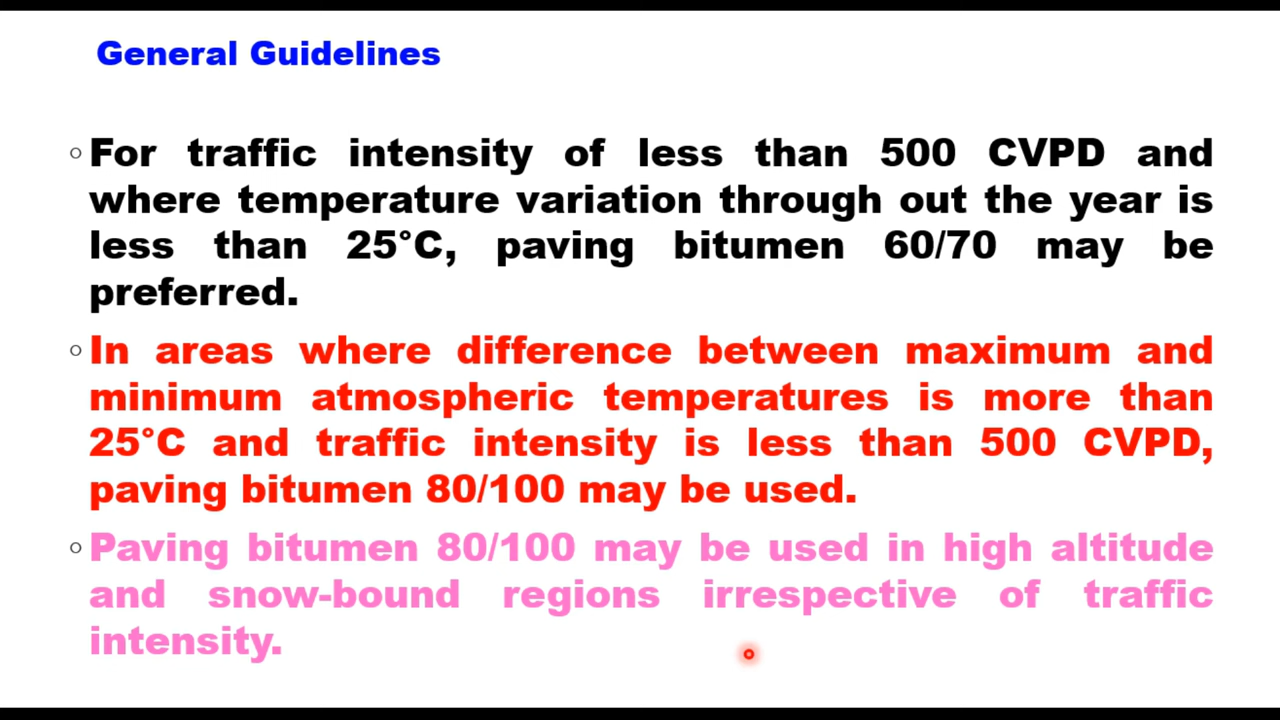 General Guidelines
For traffic intensity of less than 500 CVPD and
where temperature variation through out the year is
less than 25°C, paving bitumen 60/70 may be
preferred.
In areas where difference between maximum and
minimum atmospheric temperatures is more than
25°C and traffic intensity is less than 500 CVPD,
paving bitumen 80/100 may be used.
Paving bitumen 80/100 may be used in high altitude
and snow-bound regions irrespective of traffic
intensity.